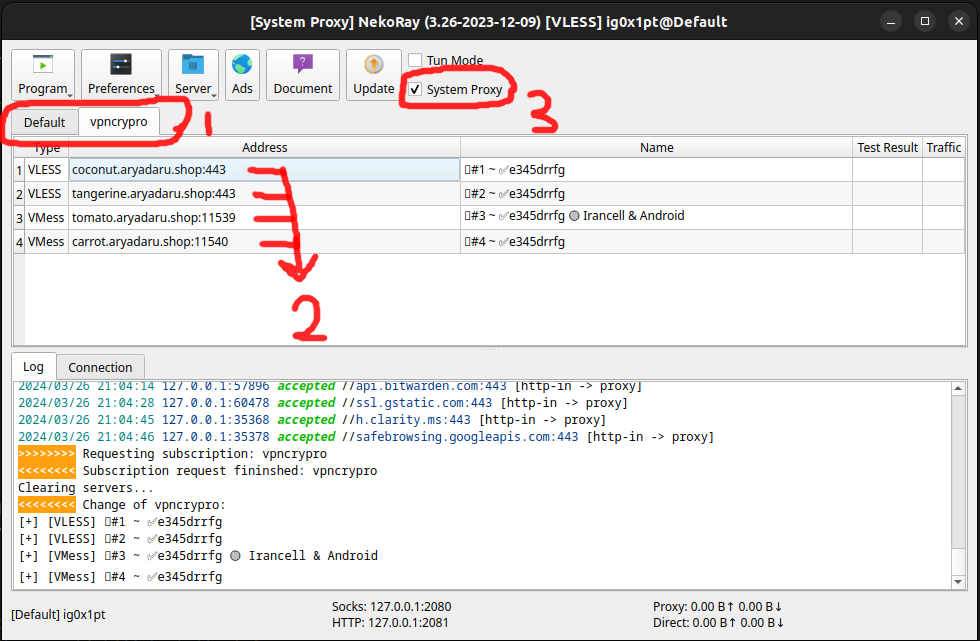 [System Proxy] NekoRay (3.26-2023-12-09) [VLESS] ig0x1pt@Default
Program Preferences Server Ads Document Update
Tun Mode
System Proxy
Default vpncrypro
1
3
Type Address Name Test Result Traffic
1 VLESS coconut.aryadaru.shop:443 #1 ~ ✅e345drrfg
2 VLESS tangerine.aryadaru.shop:443 #2 ~ ✅e345drrfg
3 VMess tomato.aryadaru.shop:11539 #3 ~ ✅e345drrfg 🔘 Irancell & Android
4 VMess carrot.aryadaru.shop:11540 #4 ~ ✅e345drrfg
2
Log Connection
2024/03/26 21:04:14 127.0.0.1:57896 accepted //api.bitwarden.com:443 [http-in -> proxy]
2024/03/26 21:04:28 127.0.0.1:60478 accepted //ssl.gstatic.com:443 [http-in -> proxy]
2024/03/26 21:04:45 127.0.0.1:35368 accepted //h.clarity.ms:443 [http-in -> proxy]
2024/03/26 21:04:46 127.0.0.1:35378 accepted //safebrowsing.googleapis.com:443 [http-in -> proxy]
>>>>>>>> Requesting subscription: vpncrypro
<<<<<<<< Subscription request fininshed: vpncrypro
Clearing servers...
<<<<<<<< Change of vpncrypro:
[+] [VLESS] #1 ~ ✅e345drrfg
[+] [VLESS] #2 ~ ✅e345drrfg
[+] [VMess] #3 ~ ✅e345drrfg 🔘 Irancell & Android
[+] [VMess] #4 ~ ✅e345drrfg
[Default] ig0x1pt
Socks: 127.0.0.1:2080
HTTP: 127.0.0.1:2081
Proxy: 0.00 B↑ 0.00 B↓
Direct: 0.00 B↑ 0.00 B↓